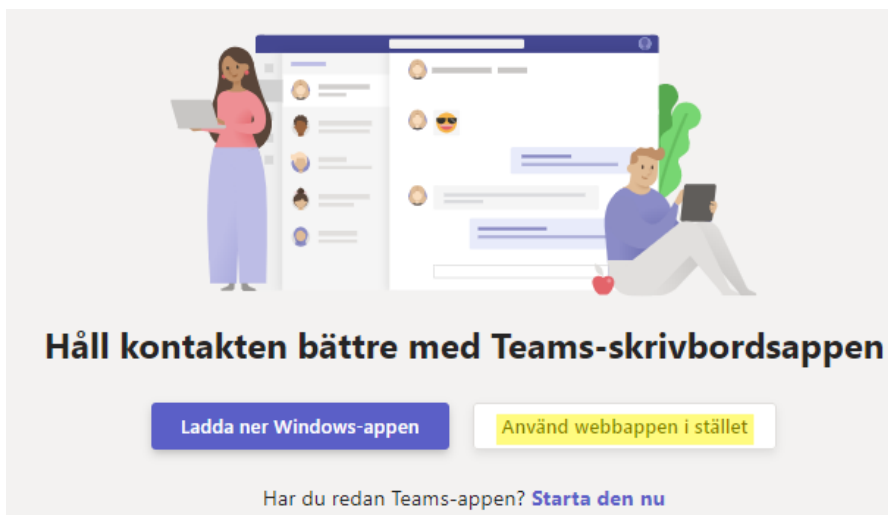 Håll kontakten bättre med Teams-skrivbordsappen
Ladda ner Windows-appen
Använd webbappen i stället
Har du redan Teams-appen? Starta den nu